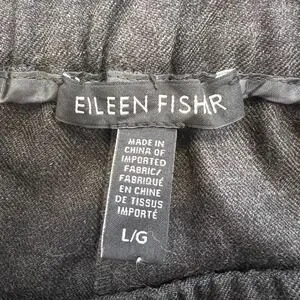 EILEEN FISHR
MADE IN
CHINA OF
IMPORTED
FABRIC/
FABRIQUÉ
EN CHINE
DE TISSUS
IMPORTÉ
L/G